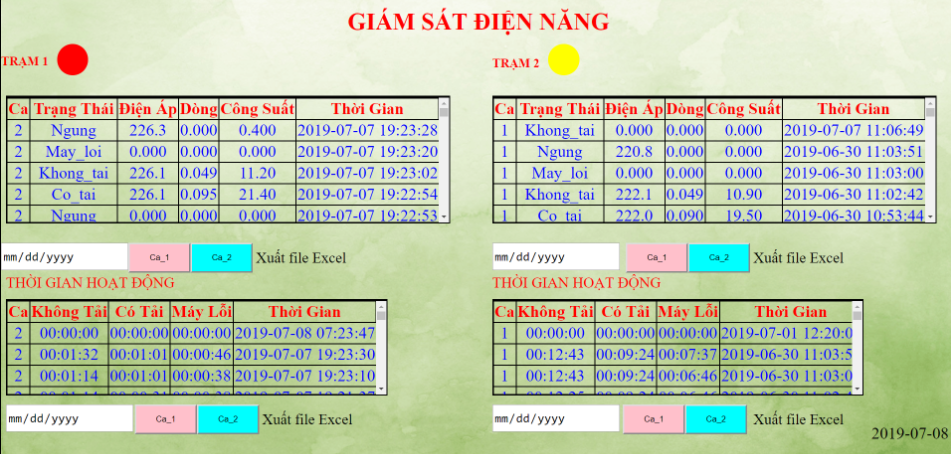 GIÁM SÁT ĐIỆN NĂNG
TRẠM 1
Ca Trạng Thái Điện Áp Dòng Công Suất Thời Gian
2 Ngung 226.3 0.000 0.400 2019-07-07 19:23:28
2 May_loi 0.000 0.000 0.000 2019-07-07 19:23:20
2 Khong_tai 226.1 0.049 11.20 2019-07-07 19:23:02
2 Co_tai 226.1 0.095 21.40 2019-07-07 19:22:54
2 Ngung 0.000 0.000 0.000 2019-07-07 19:22:53
mm/dd/yyyy Ca_1 Ca_2 Xuất file Excel
THỜI GIAN HOẠT ĐỘNG
Ca Không Tải Có Tải Máy Lỗi Thời Gian
2 00:00:00 00:00:00 00:00:00 2019-07-08 07:23:47
2 00:01:32 00:01:01 00:00:46 2019-07-07 19:23:30
2 00:01:14 00:01:01 00:00:38 2019-07-07 19:23:10
mm/dd/yyyy Ca_1 Ca_2 Xuất file Excel
TRẠM 2
Ca Trạng Thái Điện Áp Dòng Công Suất Thời Gian
1 Khong_tai 0.000 0.000 0.000 2019-07-07 11:06:49
1 Ngung 220.8 0.000 0.000 2019-06-30 11:03:51
1 May_loi 0.000 0.000 0.000 2019-06-30 11:03:00
1 Khong_tai 222.1 0.049 10.90 2019-06-30 11:02:42
1 Co_tai 222.0 0.090 19.50 2019-06-30 10:53:44
mm/dd/yyyy Ca_1 Ca_2 Xuất file Excel
THỜI GIAN HOẠT ĐỘNG
Ca Không Tải Có Tải Máy Lỗi Thời Gian
1 00:00:00 00:00:00 00:00:00 2019-07-01 12:20:0
1 00:12:43 00:09:24 00:07:37 2019-06-30 11:03:5
1 00:12:43 00:09:24 00:06:46 2019-06-30 11:03:0
mm/dd/yyyy Ca_1 Ca_2 Xuất file Excel
2019-07-08